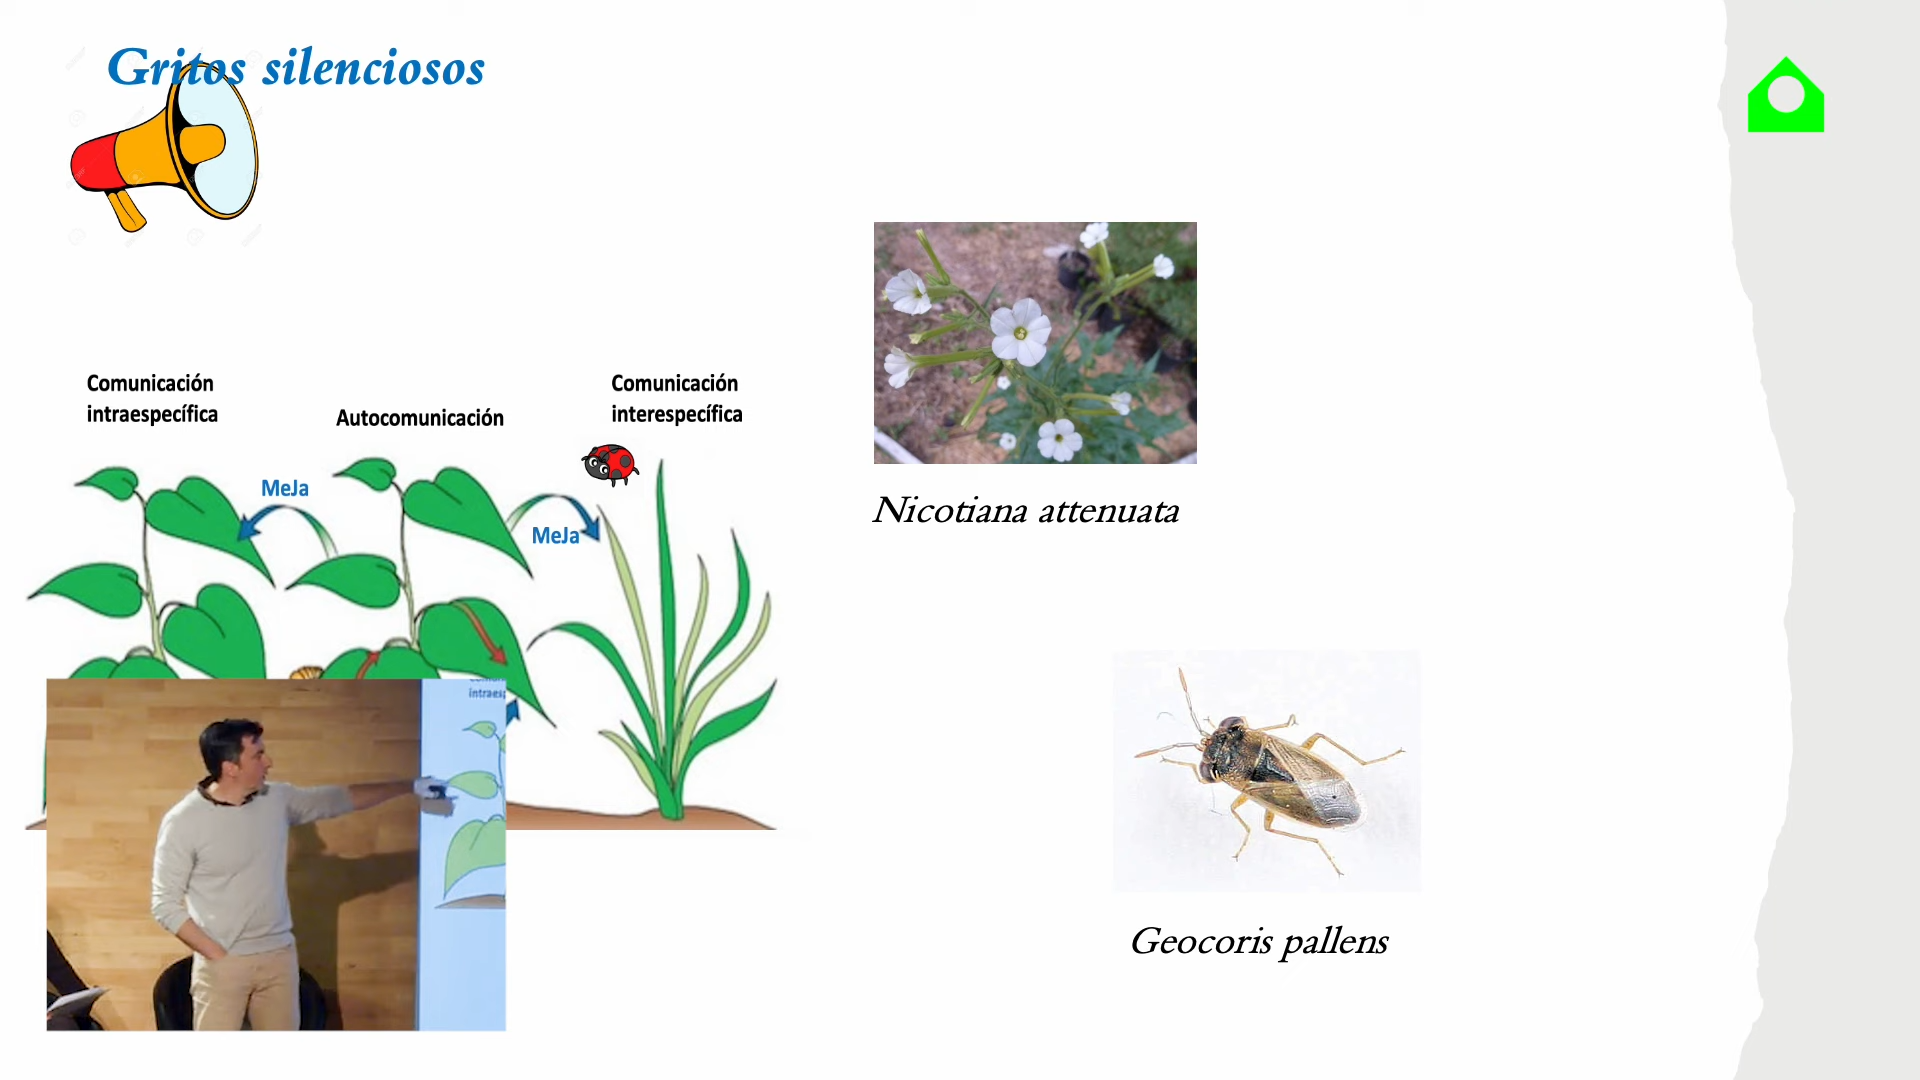 Gritos silenciosos
Comunicación
intraespecífica
Autocomunicación
Comunicación
interespecífica
MeJa
MeJa
Nicotiana attenuata
Geocoris pallens